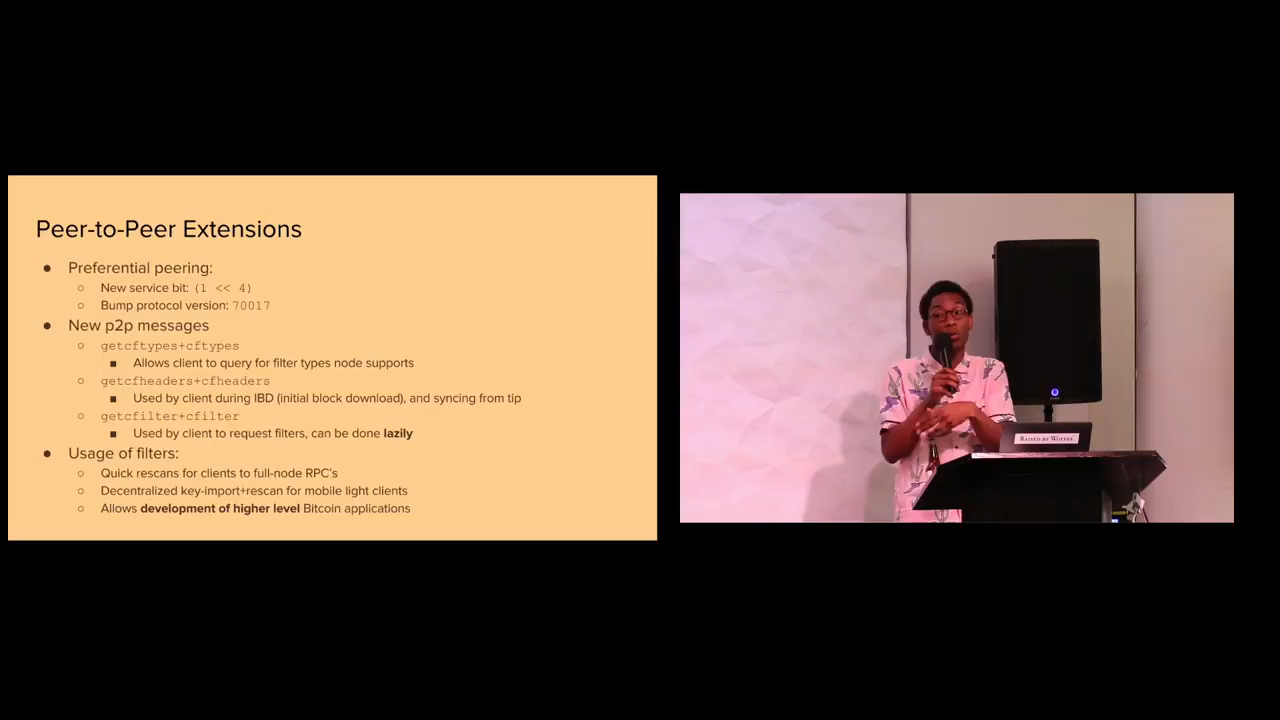 Peer-to-Peer Extensions
● Preferential peering:
○ New service bit: (1 << 4)
○ Bump protocol version: 70017
● New p2p messages
○ getcftypes+cftypes
■ Allows client to query for filter types node supports
○ getcfheaders+cfheaders
■ Used by client during IBD (initial block download), and syncing from tip
○ getcfilter+cfilter
■ Used by client to request filters, can be done lazily
● Usage of filters:
○ Quick rescans for clients to full-node RPC's
○ Decentralized key-import+rescan for mobile light clients
○ Allows development of higher level Bitcoin applications
RAISED BY WOLVES